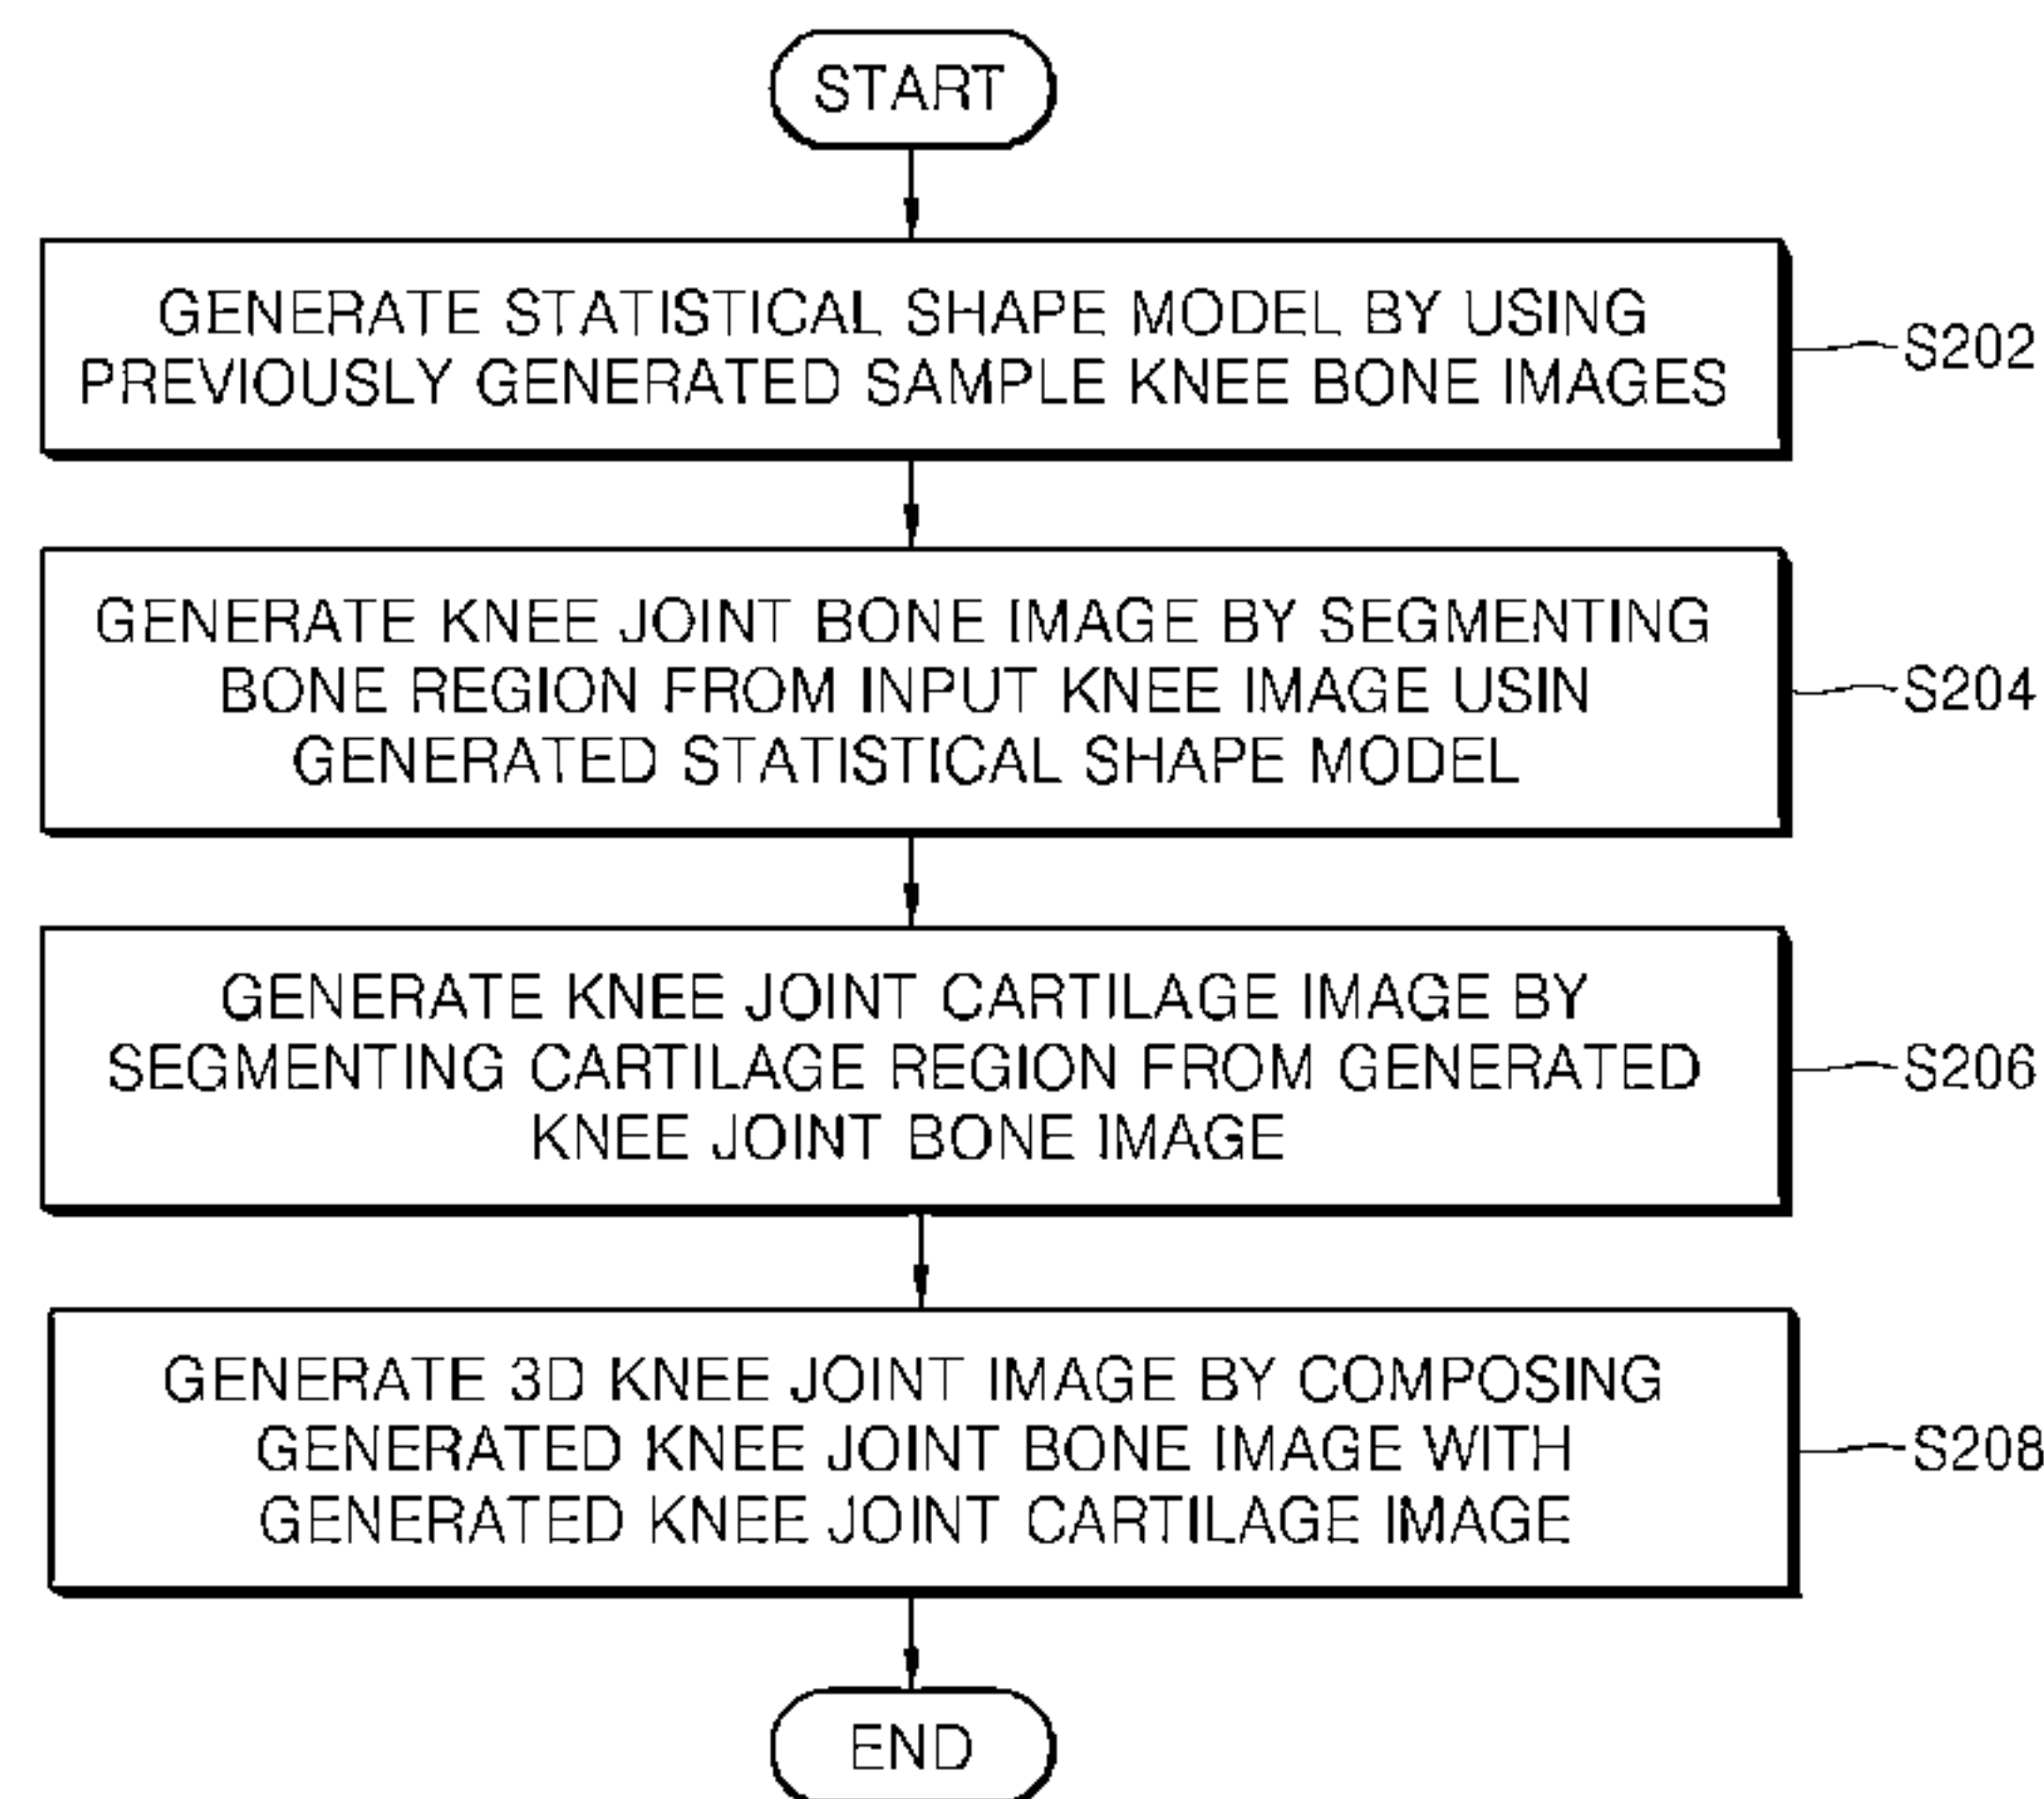 START
GENERATE STATISTICAL SHAPE MODEL BY USING
PREVIOUSLY GENERATED SAMPLE KNEE BONE IMAGES
S202
GENERATE KNEE JOINT BONE IMAGE BY SEGMENTING
BONE REGION FROM INPUT KNEE IMAGE USIN
GENERATED STATISTICAL SHAPE MODEL
S204
GENERATE KNEE JOINT CARTILAGE IMAGE BY
SEGMENTING CARTILAGE REGION FROM GENERATED
KNEE JOINT BONE IMAGE
S206
GENERATE 3D KNEE JOINT IMAGE BY COMPOSING
GENERATED KNEE JOINT BONE IMAGE WITH
GENERATED KNEE JOINT CARTILAGE IMAGE
S208
END